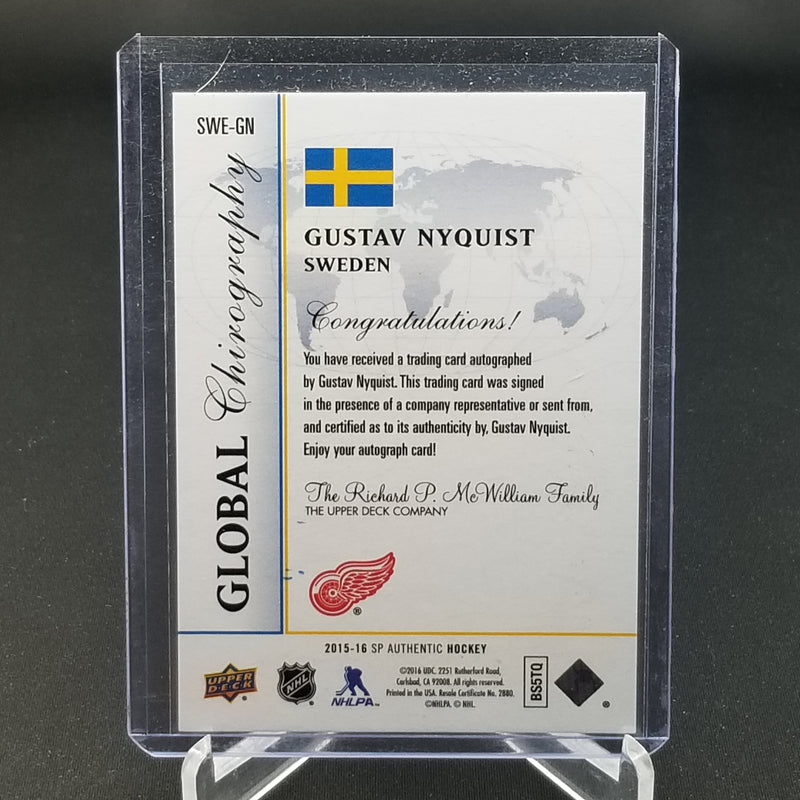 SWE-GN
GLOBAL Chirography
GUSTAV NYQUIST
SWEDEN
Congratulations!
You have received a trading card autographed
by Gustav Nyquist. This trading card was signed
in the presence of a company representative or sent from,
and certified as to its authenticity by, Gustav Nyquist.
Enjoy your autograph card!
The Richard P. McWilliam Family
THE UPPER DECK COMPANY
®
2015-16 SP AUTHENTIC HOCKEY
UPPER DECK
NHL
NHLPA
©2016 UDC. 2251 Rutherford Road,
Carlsbad, CA 92008. All rights reserved.
Printed in the USA. Resale Certificate No. 2880.
©NHLPA. © NHL.
BS5TQ
®